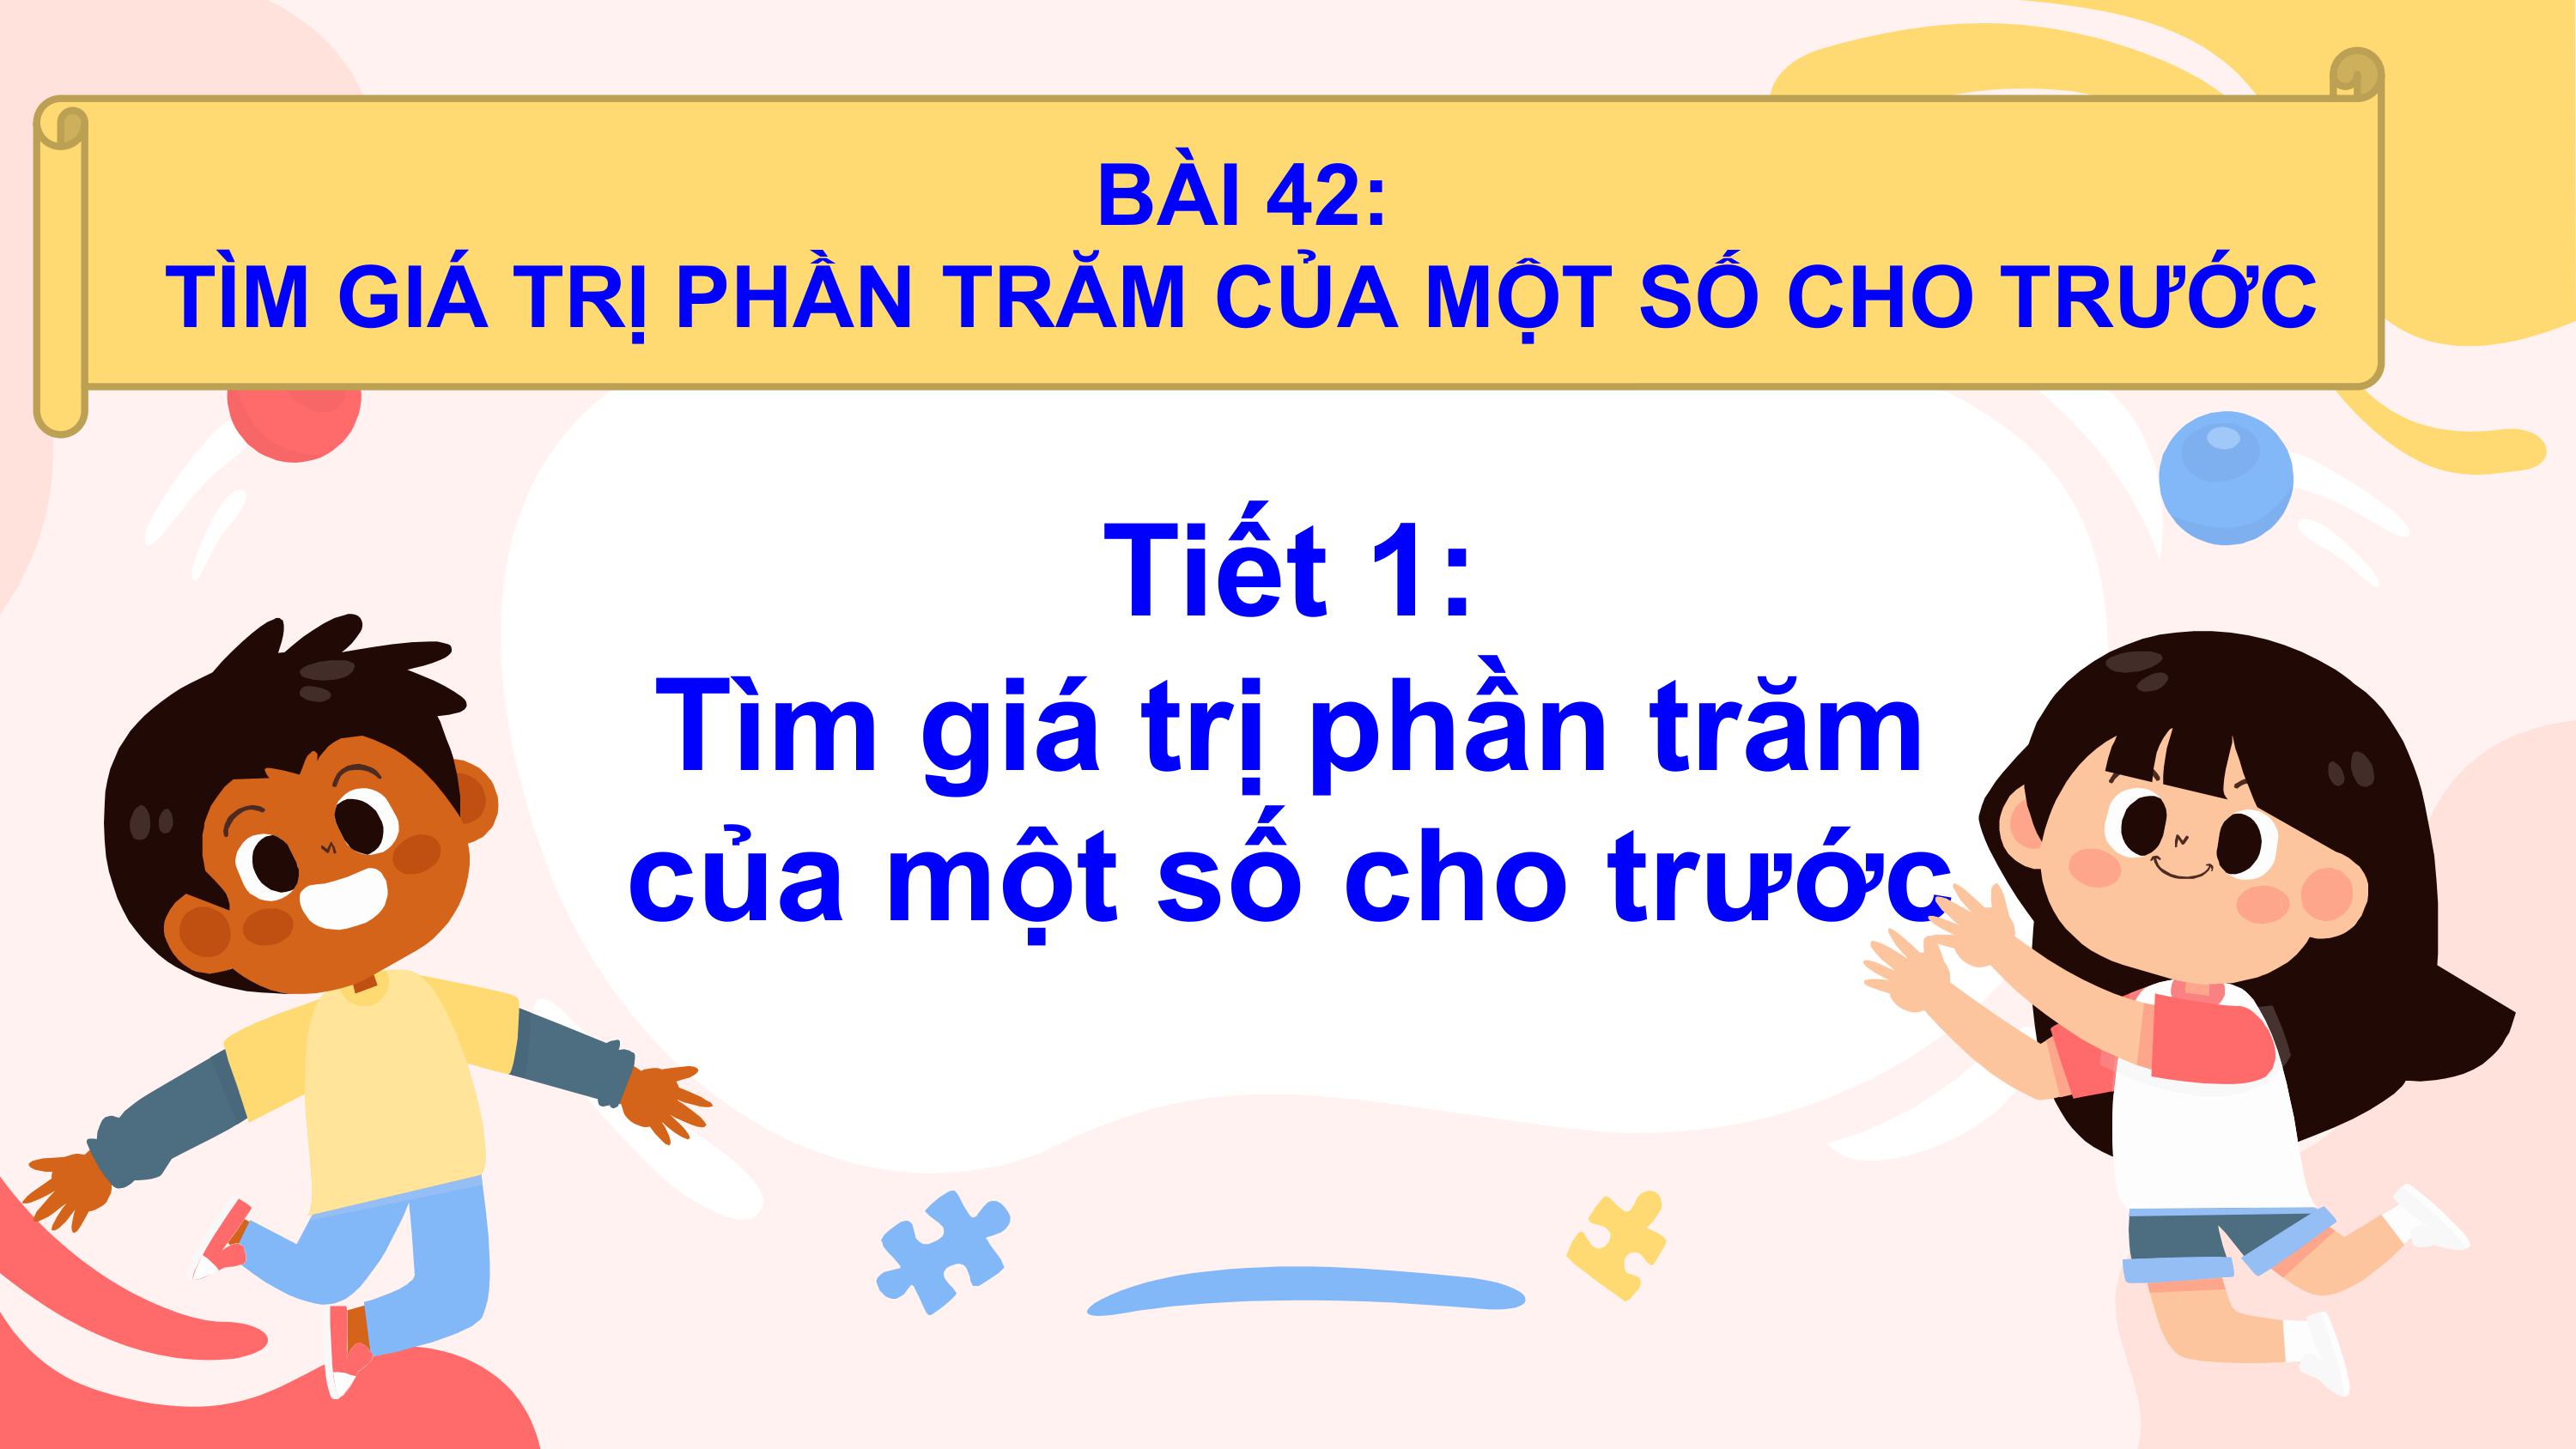 BÀI 42:
TÌM GIÁ TRỊ PHẦN TRĂM CỦA MỘT SỐ CHO TRƯỚC
Tiết 1:
Tìm giá trị phần trăm
của một số cho trước